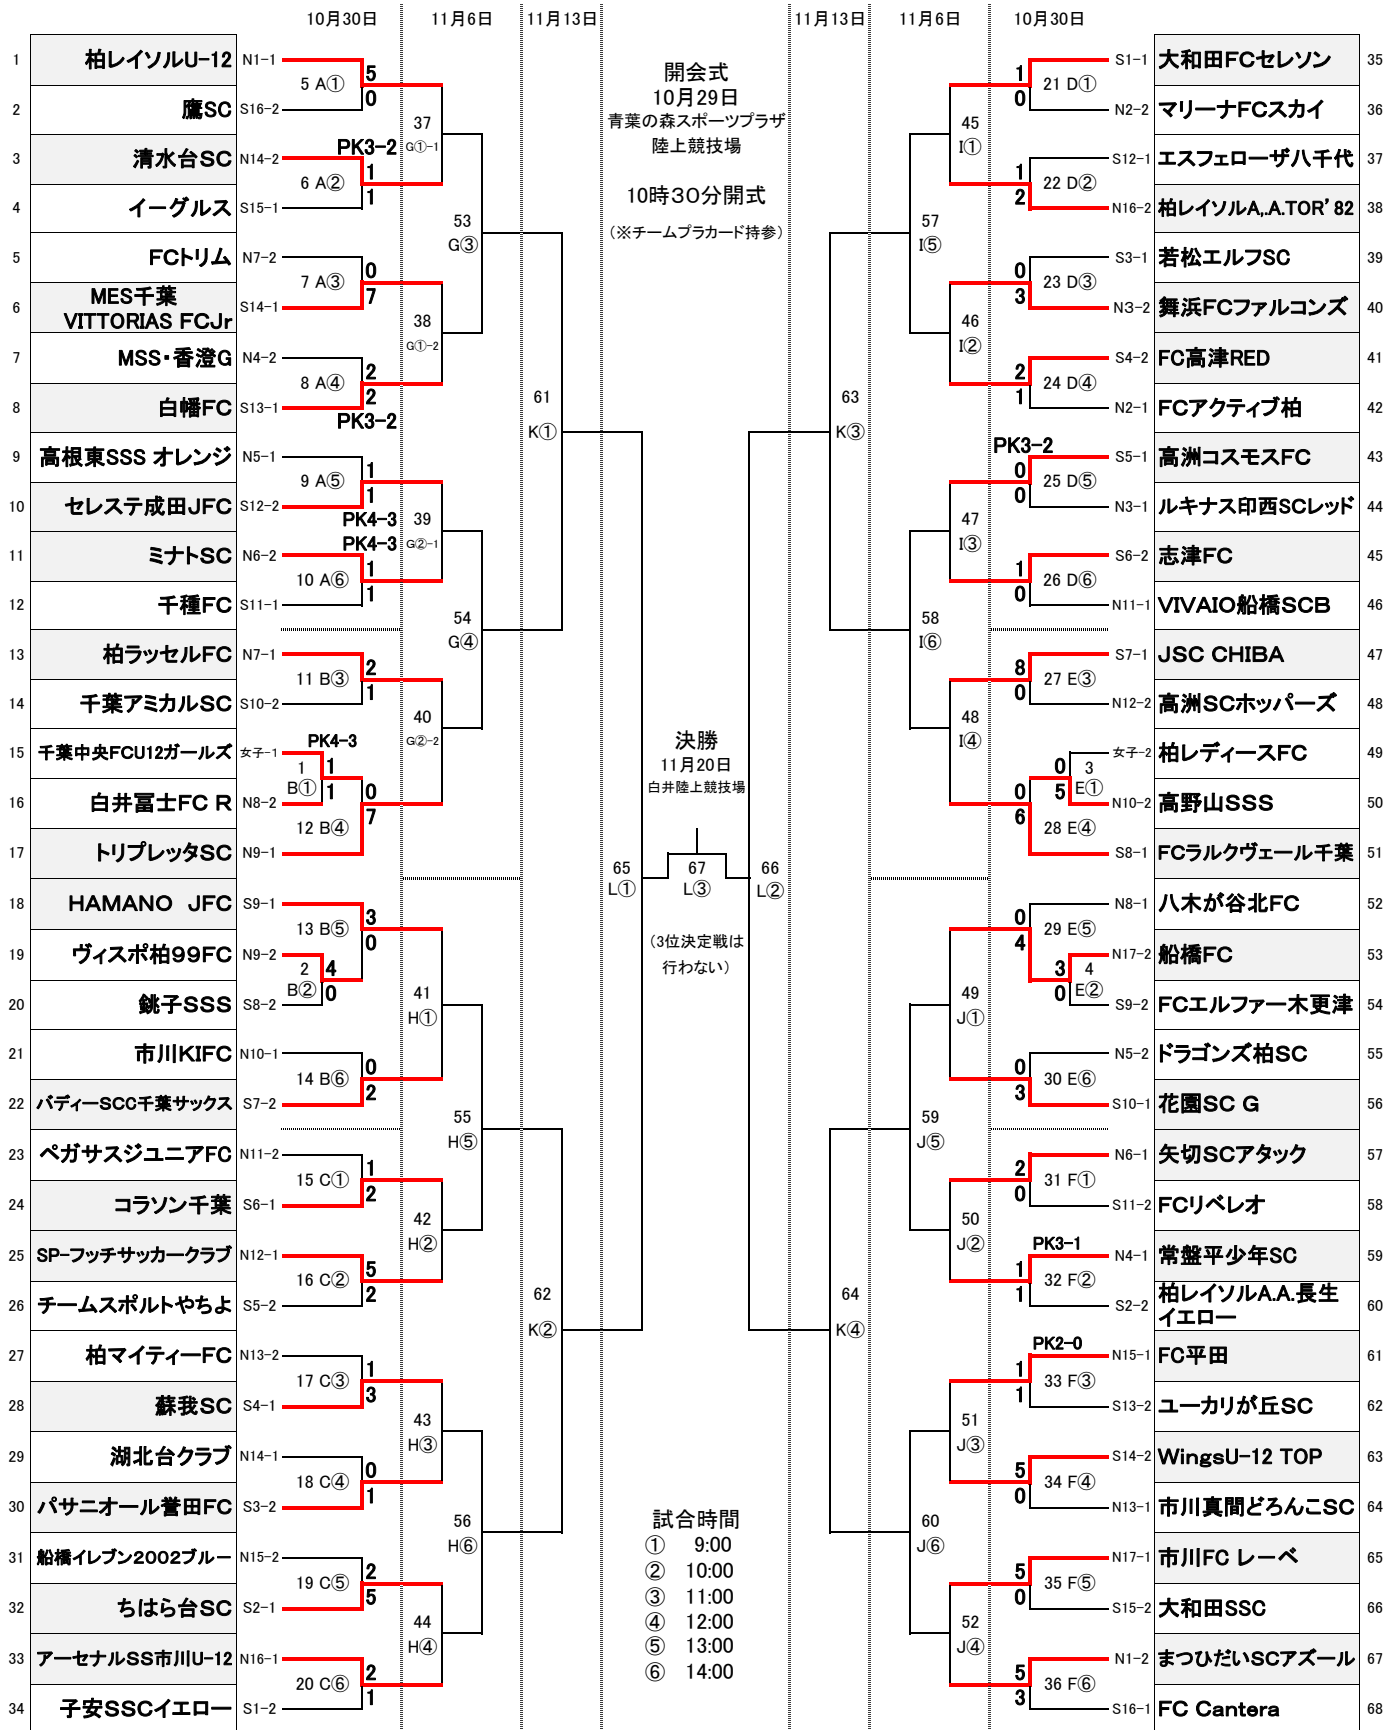 10月30日 11月6日 11月13日 11月13日 11月6日 10月30日
開会式
10月29日
青葉の森スポーツプラザ
陸上競技場
10時30分開式
（※チームプラカード持参）
1 柏レイソルU-12 N1-1
5 A① 5 0
2 鷹SC S16-2
37 G①-1
3 清水台SC N14-2
PK3-2
6 A② 1 1
4 イーグルス S15-1
53 G③
5 FCトリム N7-2
7 A③ 0 7
6 MES千葉
VITTORIAS FCJr S14-1
38 G①-2
7 MSS・香澄G N4-2
8 A④ 2 2
8 白幡FC S13-1
PK3-2
61 K①
9 高根東SSS オレンジ N5-1
9 A⑤ 1 1
10 セレステ成田JFC S12-2
PK4-3
39 G②-1
PK4-3
11 ミナトSC N6-2
10 A⑥ 1 1
12 千種FC S11-1
54 G④
13 柏ラッセルFC N7-1
11 B③ 2 1
14 千葉アミカルSC S10-2
40 G②-2
15 千葉中央FCU12ガールズ 女子-1
PK4-3
1 B① 1 1
16 白井冨士FC R N8-2
12 B④ 0 7
17 トリプレッタSC N9-1
65 L①
18 HAMANO JFC S9-1
13 B⑤ 3 0
19 ヴィスポ柏99FC N9-2
2 B② 4 0
20 銚子SSS S8-2
41 H①
21 市川KIFC N10-1
14 B⑥ 0 2
22 バディーSCC千葉サックス S7-2
55 H⑤
23 ペガサスジュニアFC N11-2
15 C① 1 2
24 コラソン千葉 S6-1
42 H②
25 SP-フッチサッカークラブ N12-1
16 C② 5 2
26 チームスポルトやちよ S5-2
62 K②
27 柏マイティーFC N13-2
17 C③ 1 3
28 蘇我SC S4-1
43 H③
29 湖北台クラブ N14-1
18 C④ 0 1
30 パサニオール誉田FC S3-2
56 H⑥
31 船橋イレブン2002ブルー N15-2
19 C⑤ 2 5
32 ちはら台SC S2-1
44 H④
33 アーセナルSS市川U-12 N16-1
20 C⑥ 2 1
34 子安SSCイエロー S1-2
決勝
11月20日
白井陸上競技場
67
L③
（3位決定戦は
行わない）
試合時間
① 9:00
② 10:00
③ 11:00
④ 12:00
⑤ 13:00
⑥ 14:00
S1-1 大和田FCセレソン 35
1 0 21 D①
N2-2 マリーナFCスカイ 36
45 I①
S12-1 エスフェローザ八千代 37
1 2 22 D②
N16-2 柏レイソルA,.A.TOR'82 38
57 I⑤
S3-1 若松エルフSC 39
0 3 23 D③
N3-2 舞浜FCファルコンズ 40
46 I②
S4-2 FC高津RED 41
2 1 24 D④
N2-1 FCアクティブ柏 42
63 K③
PK3-2
S5-1 高洲コスモスFC 43
0 0 25 D⑤
N3-1 ルキナス印西SCレッド 44
47 I③
S6-2 志津FC 45
1 0 26 D⑥
N11-1 VIVAIO船橋SCB 46
58 I⑥
S7-1 JSC CHIBA 47
8 0 27 E③
N12-2 高洲SCホッパーズ 48
48 I④
女子-2 柏レディースFC 49
0 5 3 E①
N10-2 高野山SSS 50
0 6 28 E④
S8-1 FCラルクヴェール千葉 51
66 L②
N8-1 八木が谷北FC 52
0 4 29 E⑤
N17-2 船橋FC 53
3 0 4 E②
S9-2 FCエルファー木更津 54
49 J①
N5-2 ドラゴンズ柏SC 55
0 3 30 E⑥
S10-1 花園SC G 56
59 J⑤
N6-1 矢切SCアタック 57
2 0 31 F①
S11-2 FCリベレオ 58
50 J②
PK3-1
N4-1 常盤平少年SC 59
1 1 32 F②
S2-2 柏レイソルA.A.長生
イエロー 60
64 K④
PK2-0
N15-1 FC平田 61
1 1 33 F③
S13-2 ユーカリが丘SC 62
51 J③
S14-2 WingsU-12 TOP 63
5 0 34 F④
N13-1 市川真間どろんこSC 64
60 J⑥
N17-1 市川FC レーベ 65
5 0 35 F⑤
S15-2 大和田SSC 66
52 J④
N1-2 まつひだいSCアズール 67
5 3 36 F⑥
S16-1 FC Cantera 68